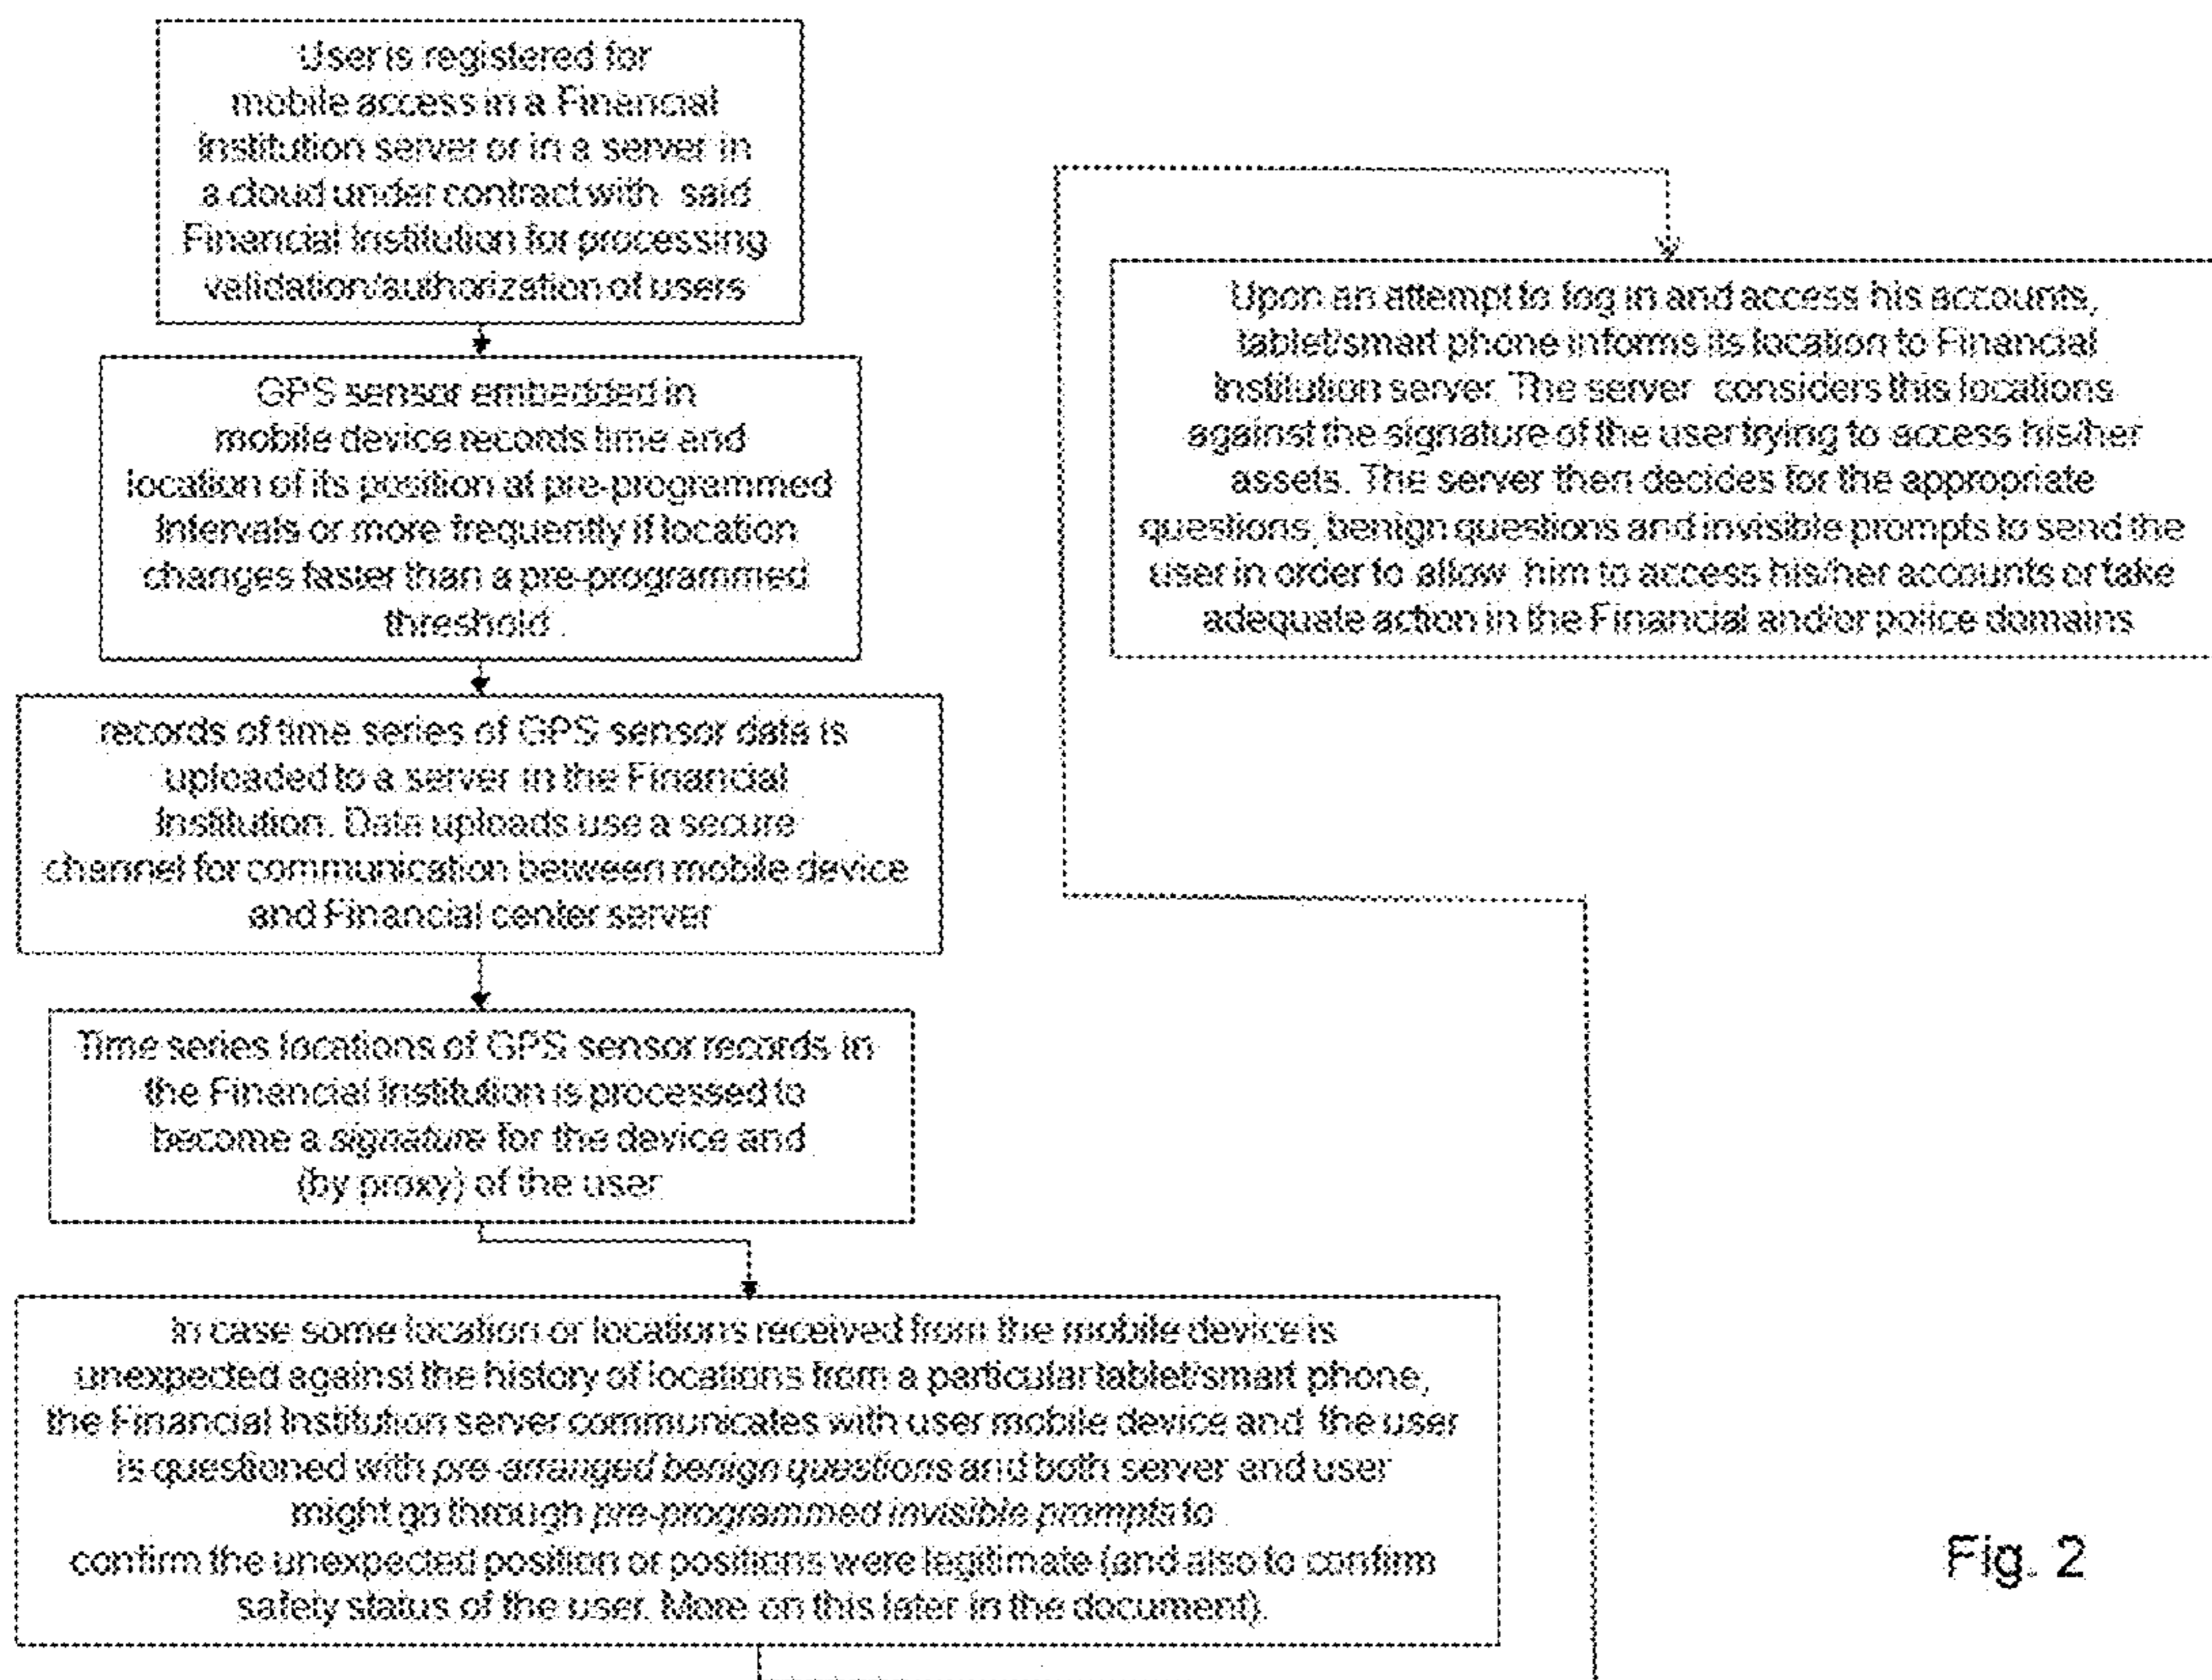 User is registered for
mobile access in a Financial
Institution server or in a server in
a cloud under contract with said
Financial Institution for processing
validation/authorization of users
GPS sensor embedded in
mobile device records time and
location of its position at pre-programmed
Intervals or more frequently if location
changes faster than a pre-programmed
threshold.
records of time series of GPS sensor data is
uploaded to a server in the Financial
Institution. Data uploads use a secure
channel for communication between mobile device
and Financial center server
Time series locations of GPS sensor records in
the Financial Institution is processed to
become a signature for the device and
(by proxy) of the user
In case some location or locations received from the mobile device is
unexpected against the history of locations from a particular tablet/smart phone,
the Financial Institution server communicates with user mobile device and the user
is questioned with pre-arranged benign questions and both server and user
might go through pre-programmed invisible prompts to
confirm the unexpected position or positions were legitimate (and also to confirm
safety status of the user. More on this later in the document).
Upon an attempt to log in and access his accounts,
tablet/smart phone informs its location to Financial
Institution server. The server considers this locations
against the signature of the user trying to access his/her
assets. The server then decides for the appropriate
questions, benign questions and invisible prompts to send the
user in order to allow him to access his/her accounts or take
adequate action in the Financial and/or police domains
Fig. 2